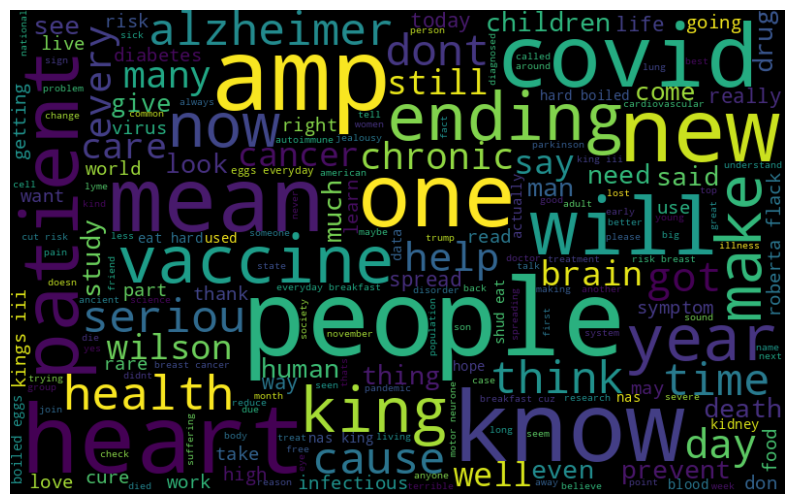 see
risk
alzheimer
today
children
life
going
drug
live
every
diabetes
many
amp
dont
still
covid
come
really
getting
give
now
ending
new
virus
care
right
look
cancer
chronic
say
need
said
world
want
patient
mean
much
learn
one
man
will
make
use
study
vaccine
help
read
brain
got
roberta flack
eat hard
used
part
spread
data
symptom
thank
seriou
people
year
kings iii
wilson
human
rare
way
thing
think
time
may
nas
health
king
know
death
day
kidney
food
heart
cause
well
even
prevent
don
blood
boiled eggs
love
cure
work
take
high
infectious
nas king
hope
shud eat
hard boiled
cardiovascular
national
sick
sign
problem
change
common
always
person
called
around
tell
women
fact
diagnosed
lung
best
parkinson
king iii
understand
autoimmune
jealousy
eggs everyday
american
cell
lyme
kind
never
actually
lost
adult
good
early
better
young
please
big
top
great
illness
cut risk
pain
less
someone
maybe
trump
friend
doesn
state
doctor
treatment
talk
risk breast
making
another
ancient
science
everyday breakfast
disorder
back
spreading
first
system
sound
name
next
die
yes
society
november
population
son
trying
group
didnt
breast cancer
seen
thats
pandemic
motor neurone
case
breakfast cuz
research
severe
join
month
reduce
due
long
seem
check
suffering
body
treat
free
living
eye
anyone
died
reason
terrible
away
believe
point
week